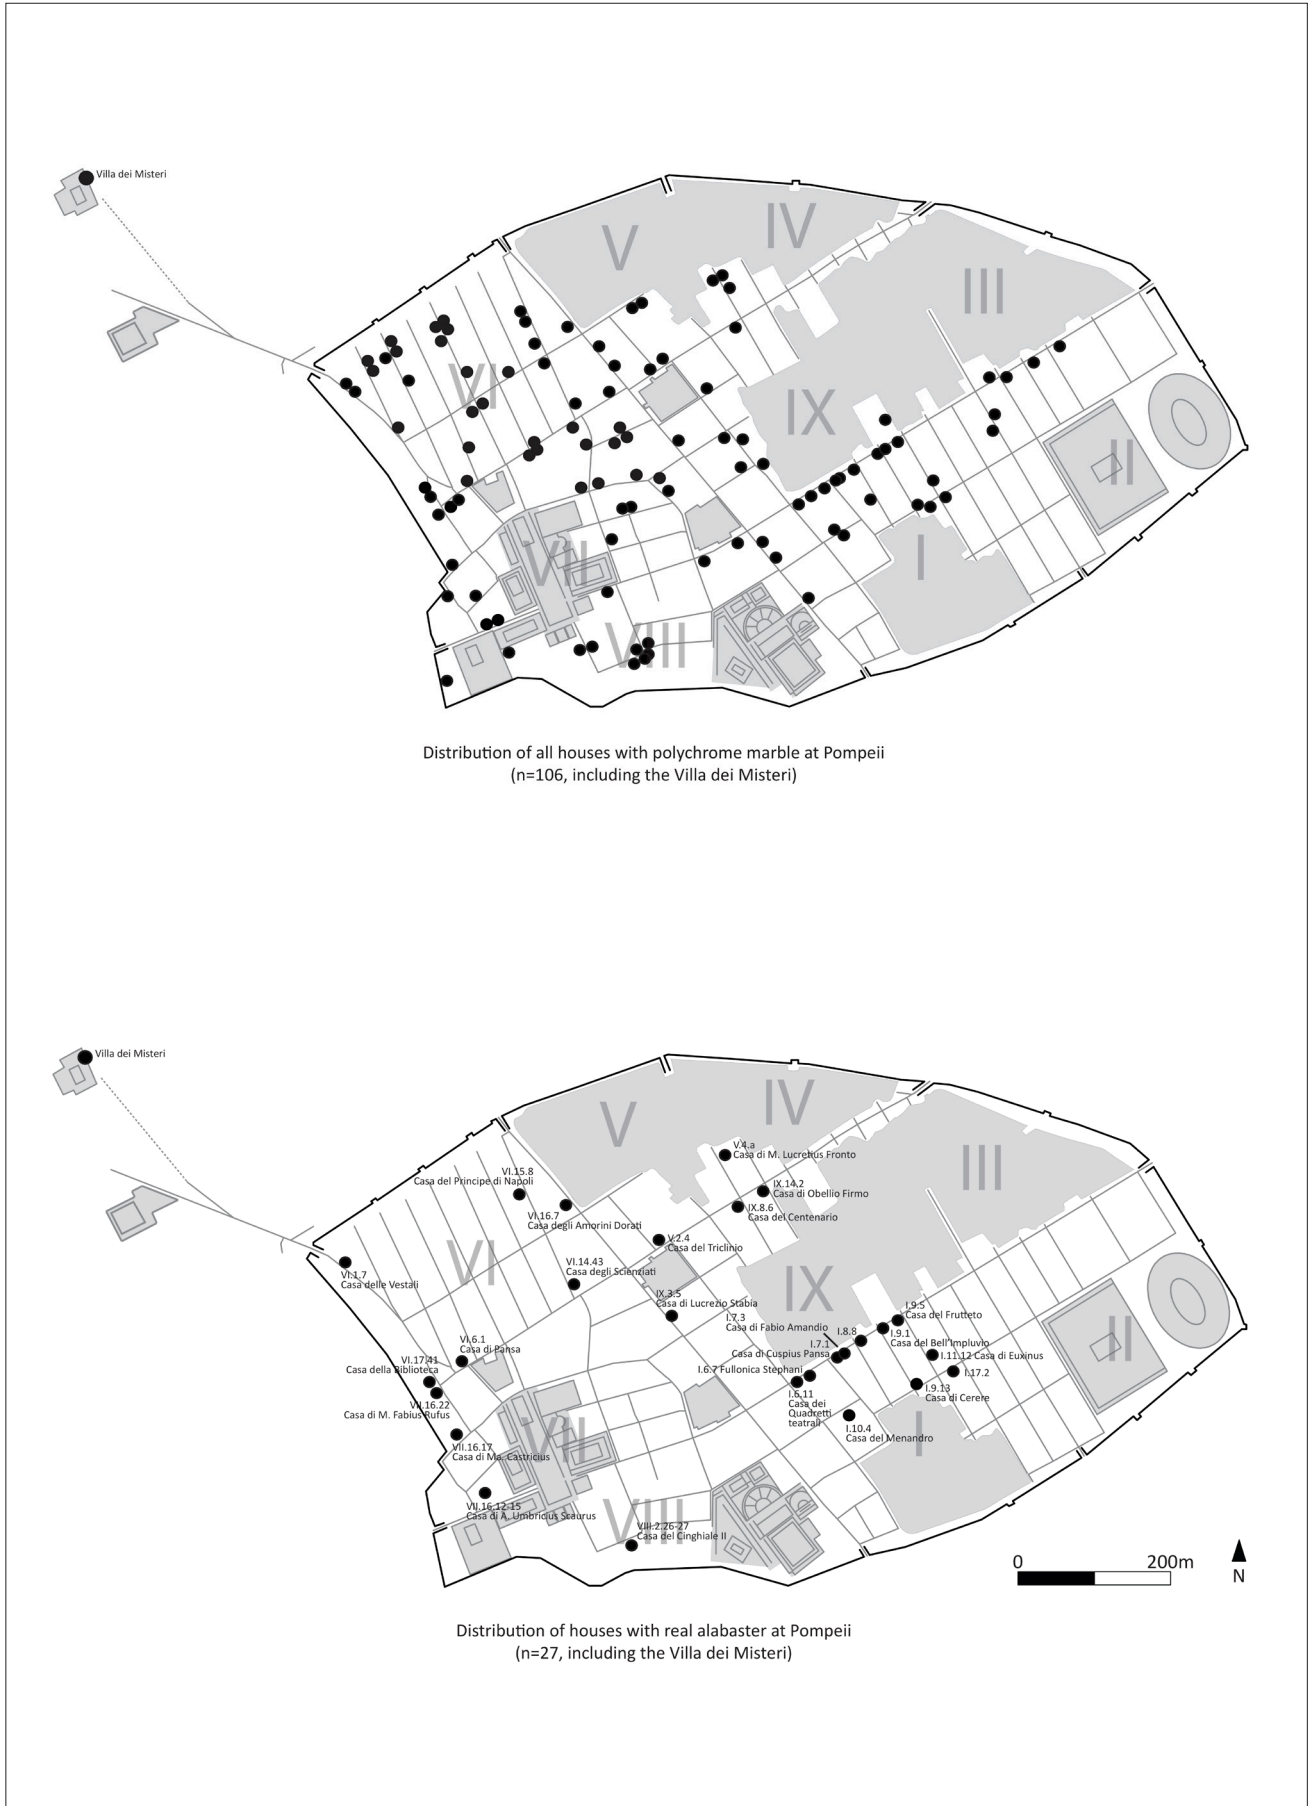 Villa dei Misteri
V
IV
III
VI
IX
II
VII
I
VIII
Distribution of all houses with polychrome marble at Pompeii
(n=106, including the Villa dei Misteri)
Villa dei Misteri
V
IV
III
V.4.a
Casa di M. Lucretius Fronto
VI.15.8
Casa del Principe di Napoli
IX.14.2
Casa di Obellio Firmo
VI.16.7
Casa degli Amorini Dorati
IX.8.6
Casa del Centenario
V.2.4
Casa del Triclinio
VI
VI.1.7
Casa delle Vestali
VI.14.43
Casa degli Scienziati
IX
IX.3.5
Casa di Lucrezio Stabia
I.7.3
Casa di Fabio Amandio
I.9.5
Casa del Frutteto
I.8.8
I.9.1
Casa del Bell'Impluvio
II
VI.6.1
Casa di Pansa
I.7.1
Casa di Cuspius Pansa
I.11.12 Casa di Euxinus
VI.17.41
Casa della Biblioteca
I.6.7 Fullonica Stephani
I.17.2
I.9.13
Casa di Cerere
VII.16.22
Casa di M. Fabius Rufus
I.6.11
Casa dei
Quadretti
teatrali
I.10.4
Casa del Menandro
I
VII
VII.16.17
Casa di Ma. Castricius
VII.16.12-15
Casa di A. Umbricius Scaurus
VIII
VIII.2.26-27
Casa del Cinghiale II
0 200m
N
Distribution of houses with real alabaster at Pompeii
(n=27, including the Villa dei Misteri)